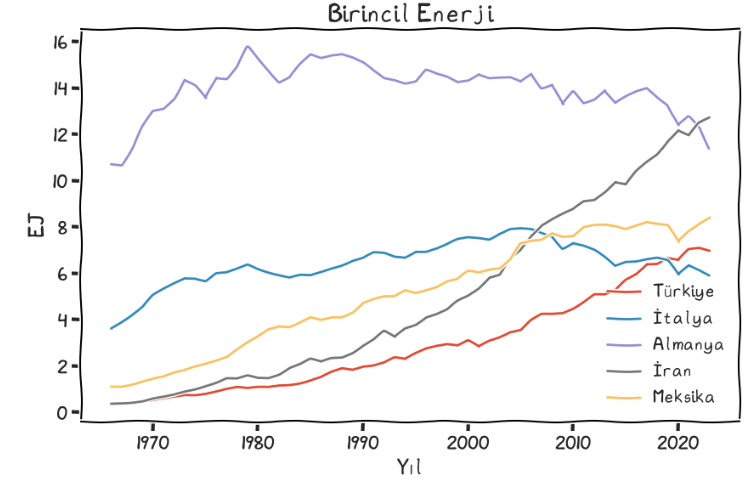 Birincil Enerji
16
14
12
10
8
6
4
2
0
EJ
1970 1980 1990 2000 2010 2020
Yıl
Türkiye
İtalya
Almanya
İran
Meksika